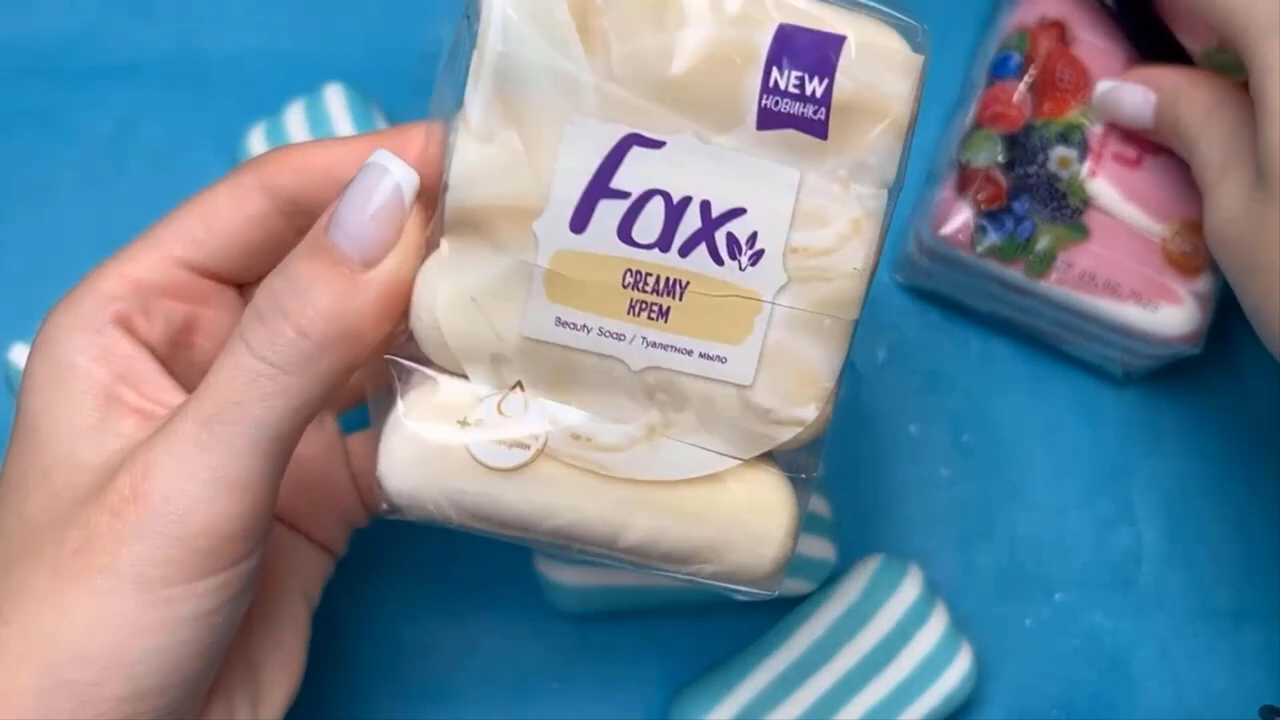 NEW
НОВИНКА
Fax
CREAMY
КРЕМ
Beauty Soap / Туалетное мыло